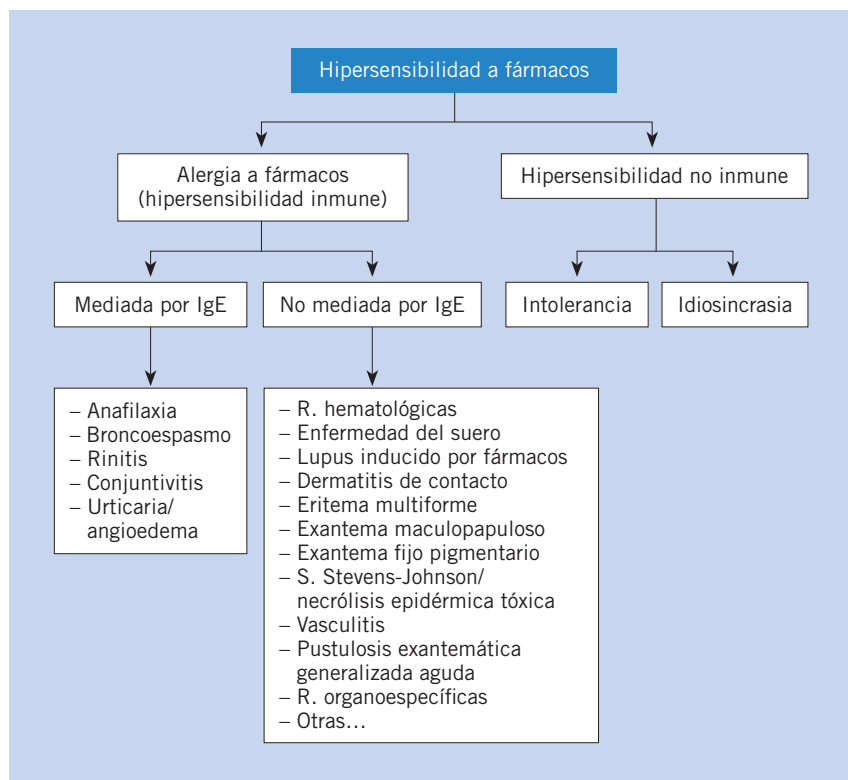 Hipersensibilidad a fármacos
Alergia a fármacos
(hipersensibilidad inmune)
Hipersensibilidad no inmune
Mediada por IgE
No mediada por IgE
Intolerancia
Idiosincrasia
– Anafilaxia
– Broncoespasmo
– Rinitis
– Conjuntivitis
– Urticaria/
angioedema
– R. hematológicas
– Enfermedad del suero
– Lupus inducido por fármacos
– Dermatitis de contacto
– Eritema multiforme
– Exantema maculopapuloso
– Exantema fijo pigmentario
– S. Stevens-Johnson/
necrólisis epidérmica tóxica
– Vasculitis
– Pustulosis exantemática
generalizada aguda
– R. organoespecíficas
– Otras…